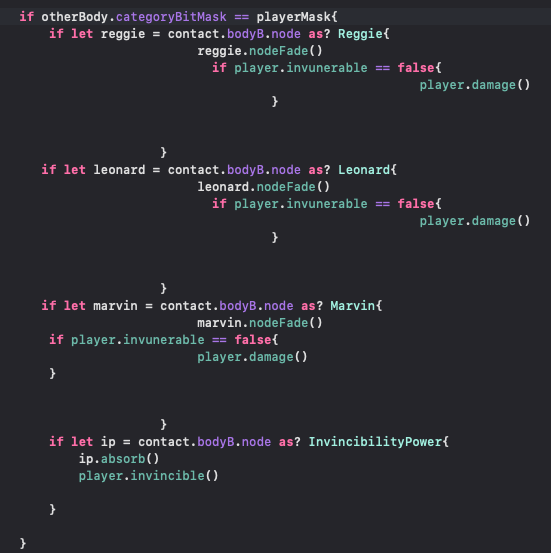 if otherBody.categoryBitMask == playerMask{
if let reggie = contact.bodyB.node as? Reggie{
reggie.nodeFade()
if player.invunerable == false{
player.damage()
}
}
if let leonard = contact.bodyB.node as? Leonard{
leonard.nodeFade()
if player.invunerable == false{
player.damage()
}
}
if let marvin = contact.bodyB.node as? Marvin{
marvin.nodeFade()
if player.invunerable == false{
player.damage()
}
}
if let ip = contact.bodyB.node as? InvincibilityPower{
ip.absorb()
player.invincible()
}
}